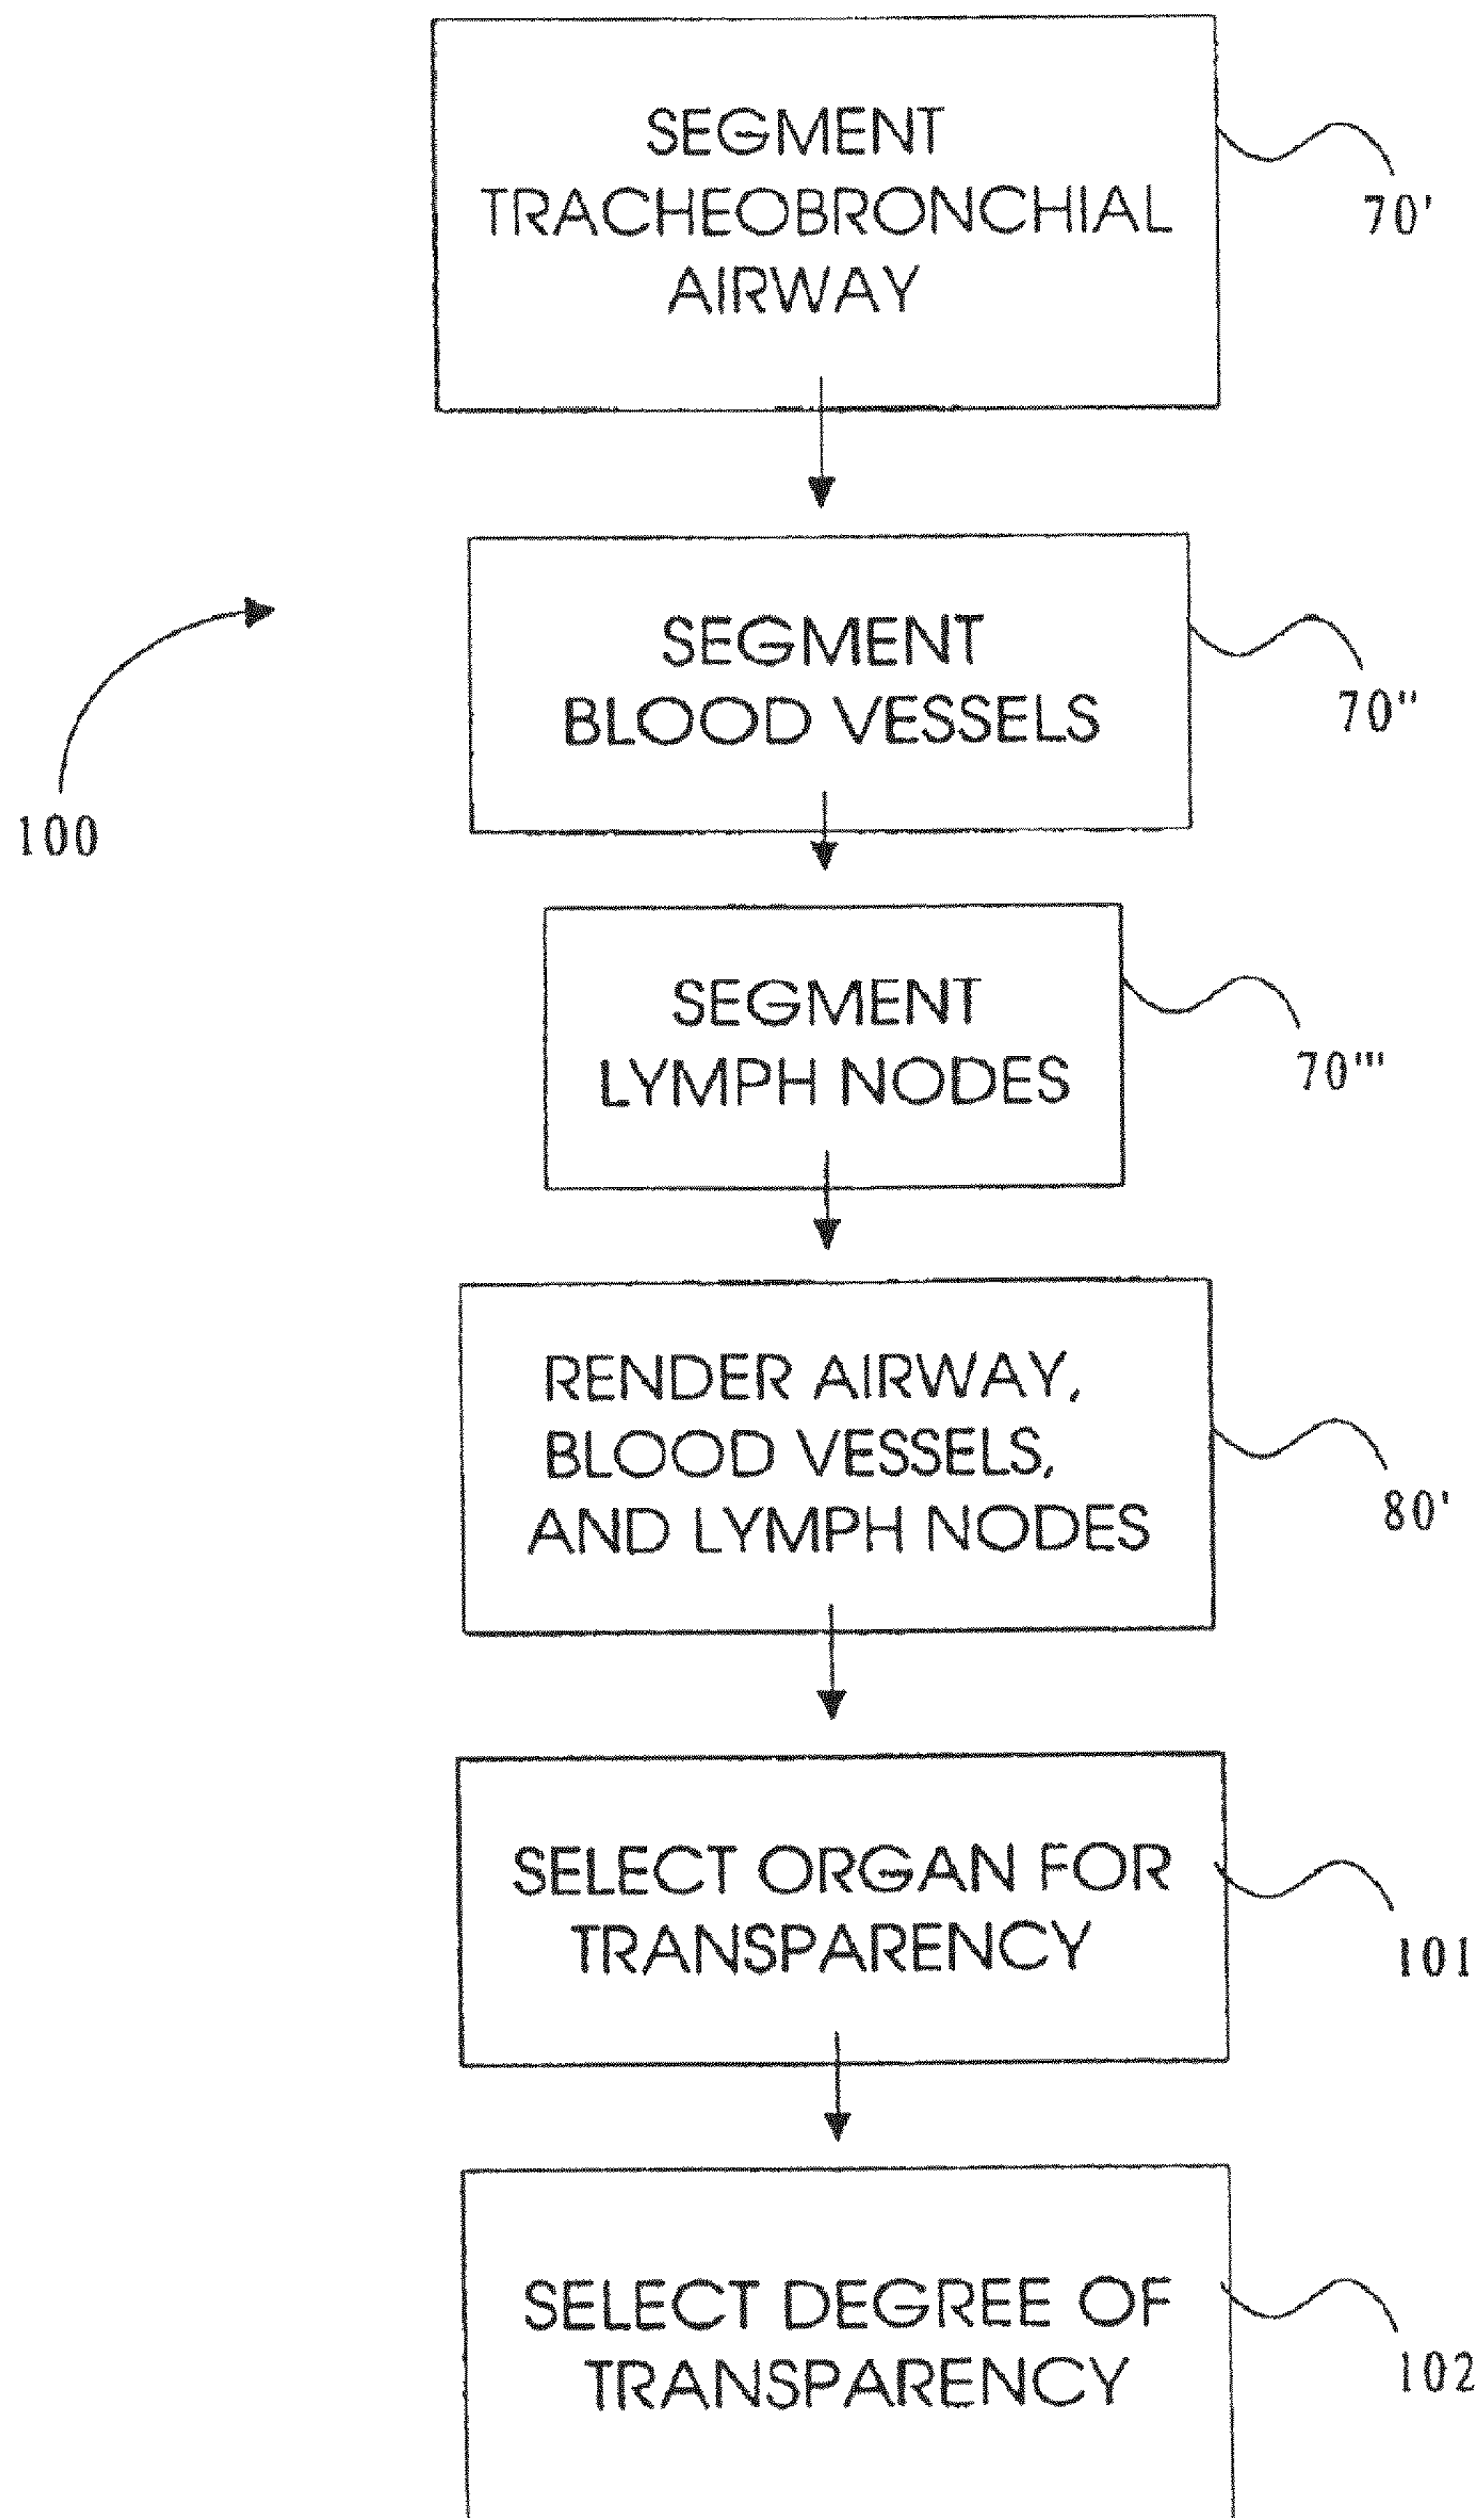 SEGMENT
TRACHEOBRONCHIAL
AIRWAY
70'
SEGMENT
BLOOD VESSELS
70"
100
SEGMENT
LYMPH NODES
70'"
RENDER AIRWAY,
BLOOD VESSELS,
AND LYMPH NODES
80'
SELECT ORGAN FOR
TRANSPARENCY
101
SELECT DEGREE OF
TRANSPARENCY
102